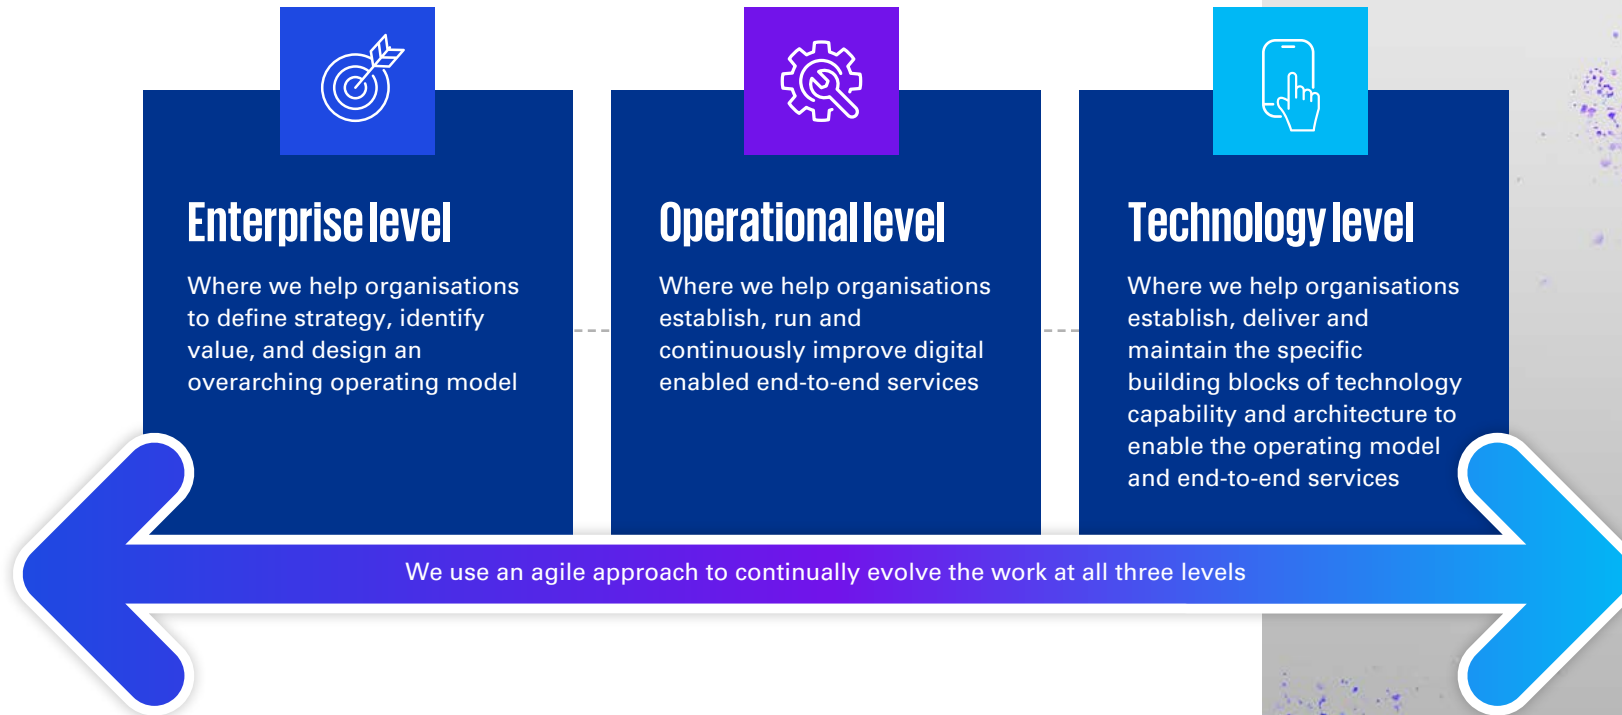 Enterprise level
Where we help organisations
to define strategy, identify
value, and design an
overarching operating model
Operational level
Where we help organisations
establish, run and
continuously improve digital
enabled end-to-end services
Technology level
Where we help organisations
establish, deliver and
maintain the specific
building blocks of technology
capability and architecture to
enable the operating model
and end-to-end services
We use an agile approach to continually evolve the work at all three levels